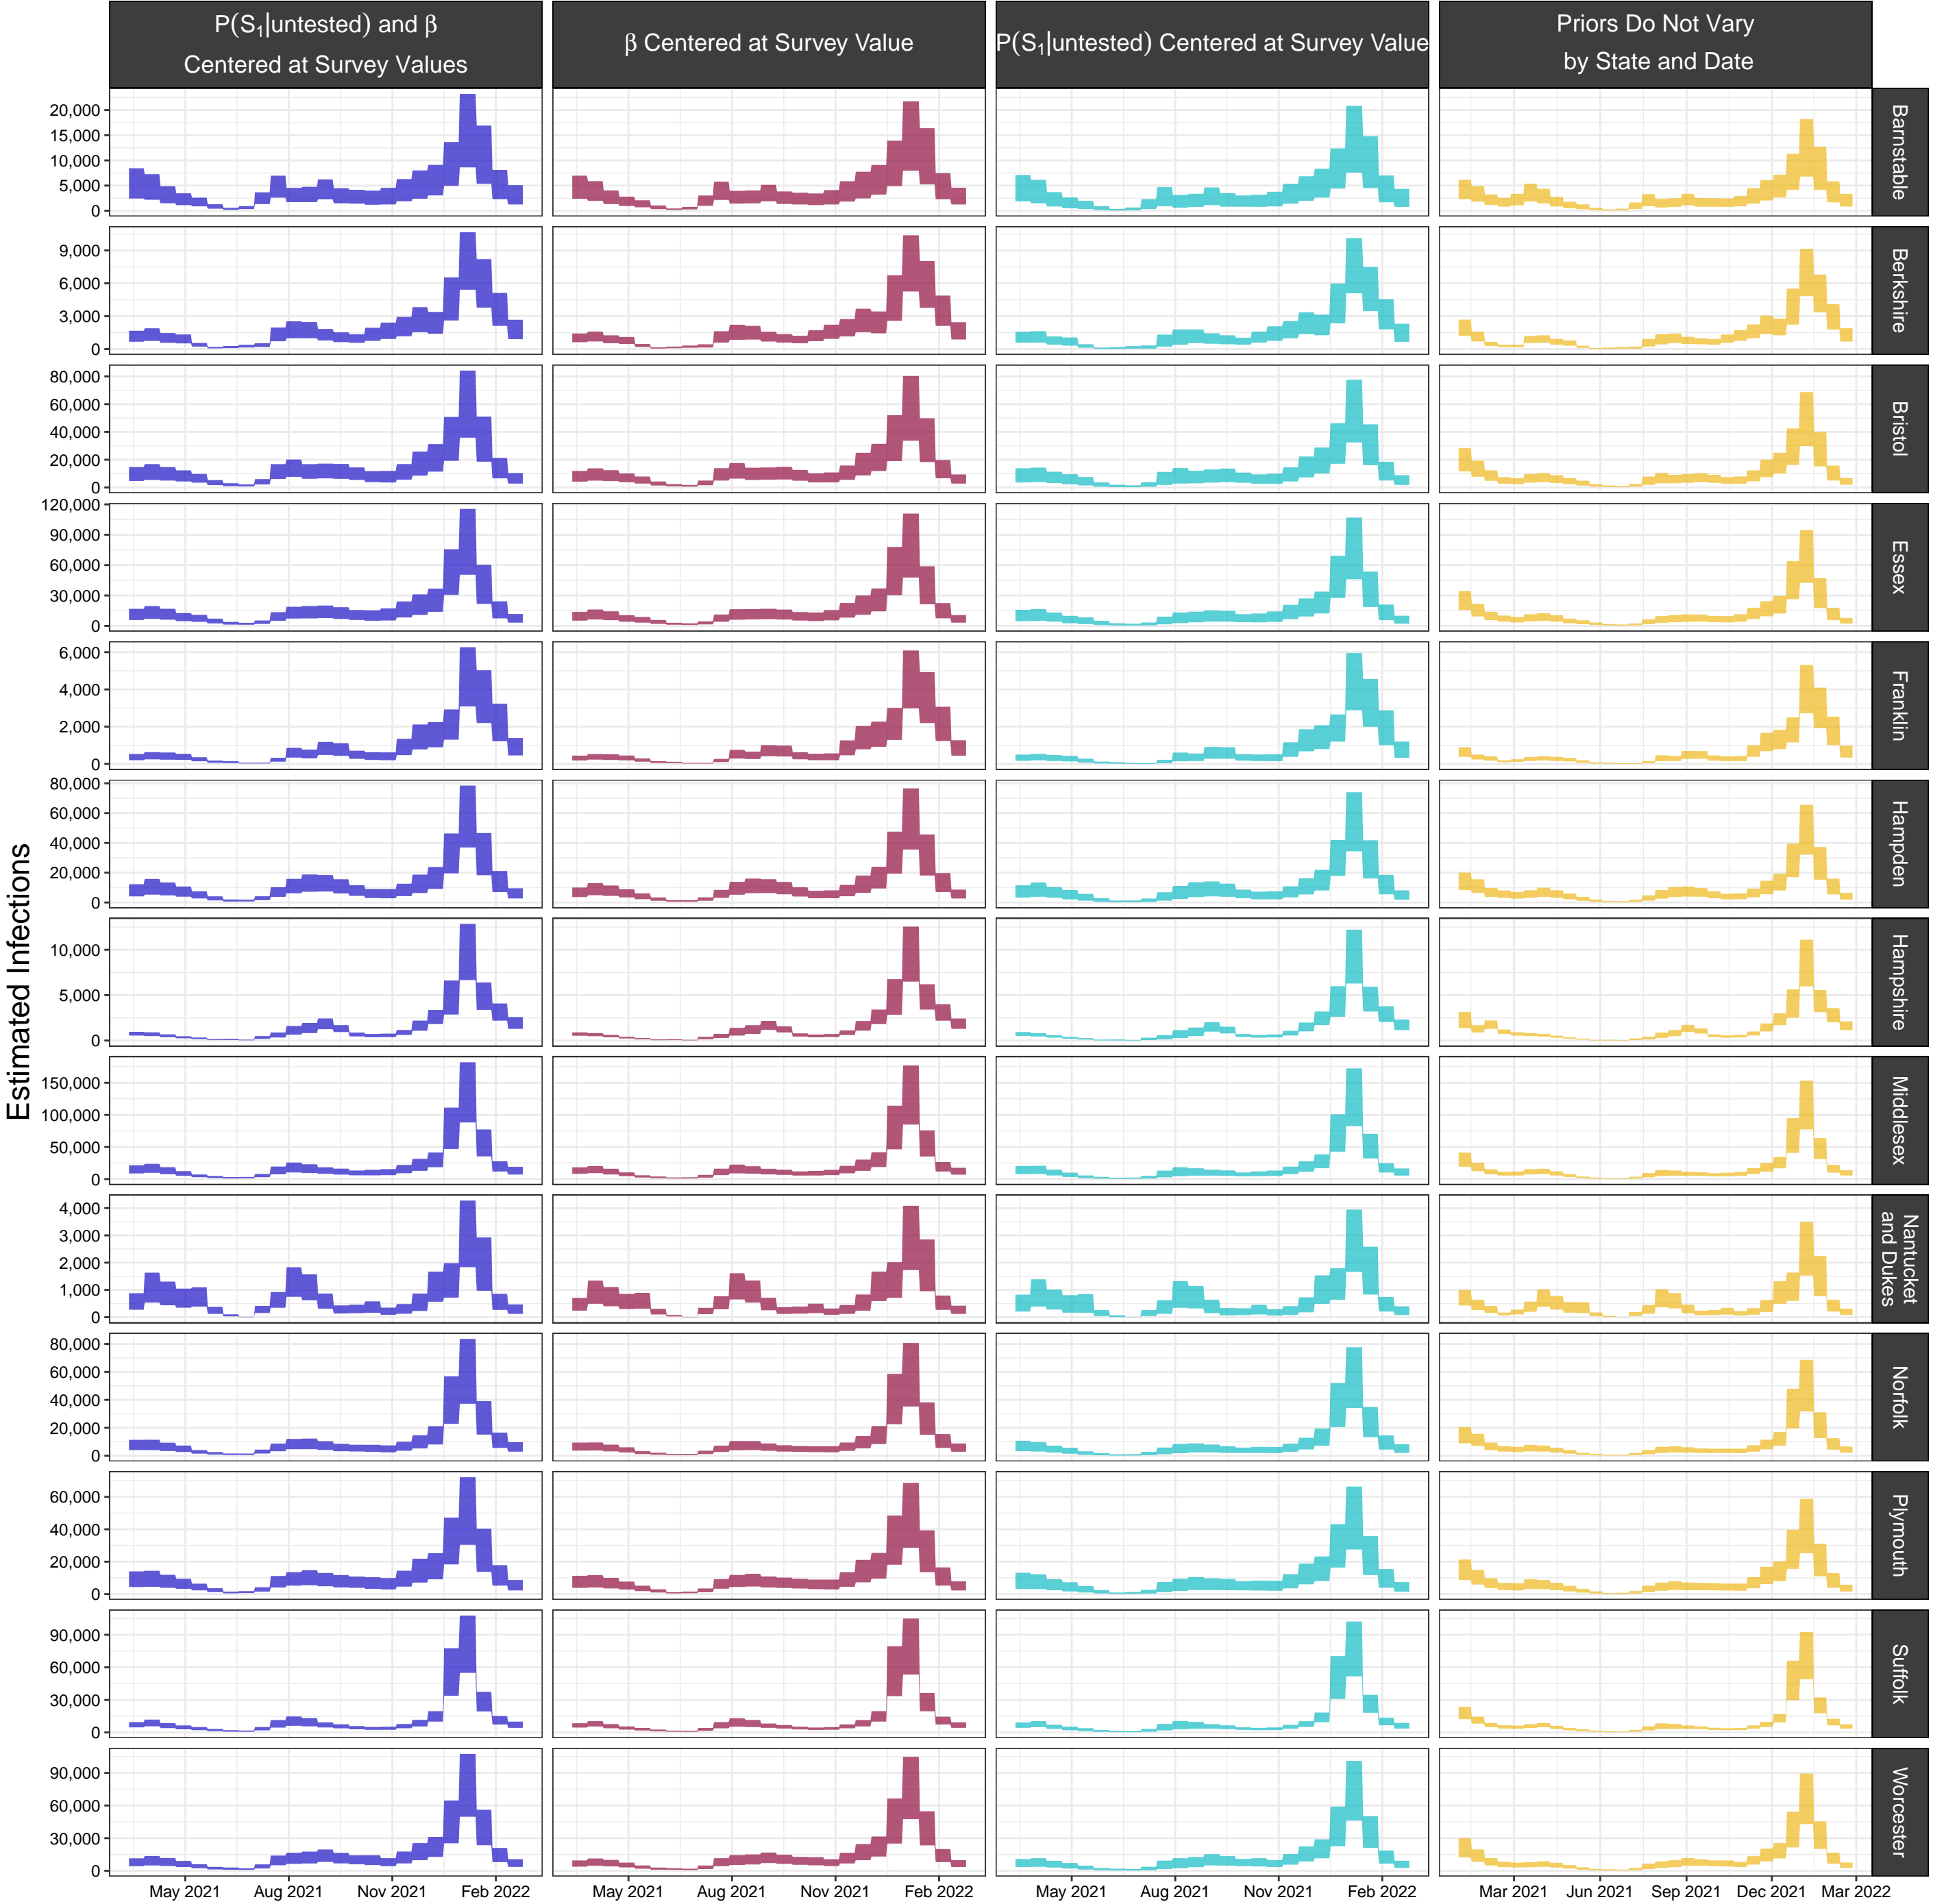 P(S₁|untested) and β
Centered at Survey Values
β Centered at Survey Value
P(S₁|untested) Centered at Survey Value
Priors Do Not Vary
by State and Date
Estimated Infections
20,000
15,000
10,000
5,000
0
Barnstable
9,000
6,000
3,000
0
Berkshire
80,000
60,000
40,000
20,000
0
Bristol
120,000
90,000
60,000
30,000
0
Essex
6,000
4,000
2,000
0
Franklin
80,000
60,000
40,000
20,000
0
Hampden
10,000
5,000
0
Hampshire
150,000
100,000
50,000
0
Middlesex
4,000
3,000
2,000
1,000
0
Nantucket
and Dukes
80,000
60,000
40,000
20,000
0
Norfolk
60,000
40,000
20,000
0
Plymouth
90,000
60,000
30,000
0
Suffolk
90,000
60,000
30,000
0
Worcester
May 2021 Aug 2021 Nov 2021 Feb 2022
May 2021 Aug 2021 Nov 2021 Feb 2022
May 2021 Aug 2021 Nov 2021 Feb 2022
Mar 2021 Jun 2021 Sep 2021 Dec 2021 Mar 2022